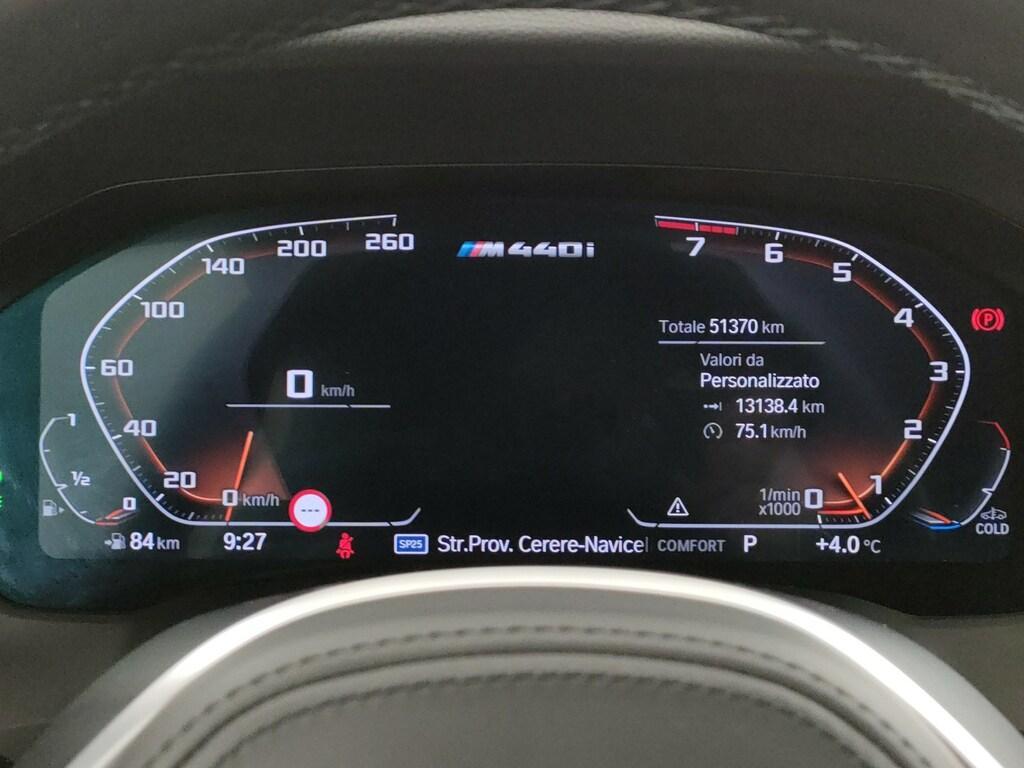 260
200
140
100
60
40
20
0 km/h
M440i
7
6
5
4
3
2
1
0
1/min
x1000
Totale 51370 km
Valori da
Personalizzato
13138.4 km
75.1 km/h
0 km/h
P
1
1/2
0
---
COLD
84 km
9:27
SP25
Str.Prov. Cerere-Navicel
COMFORT
P
+4.0 °C